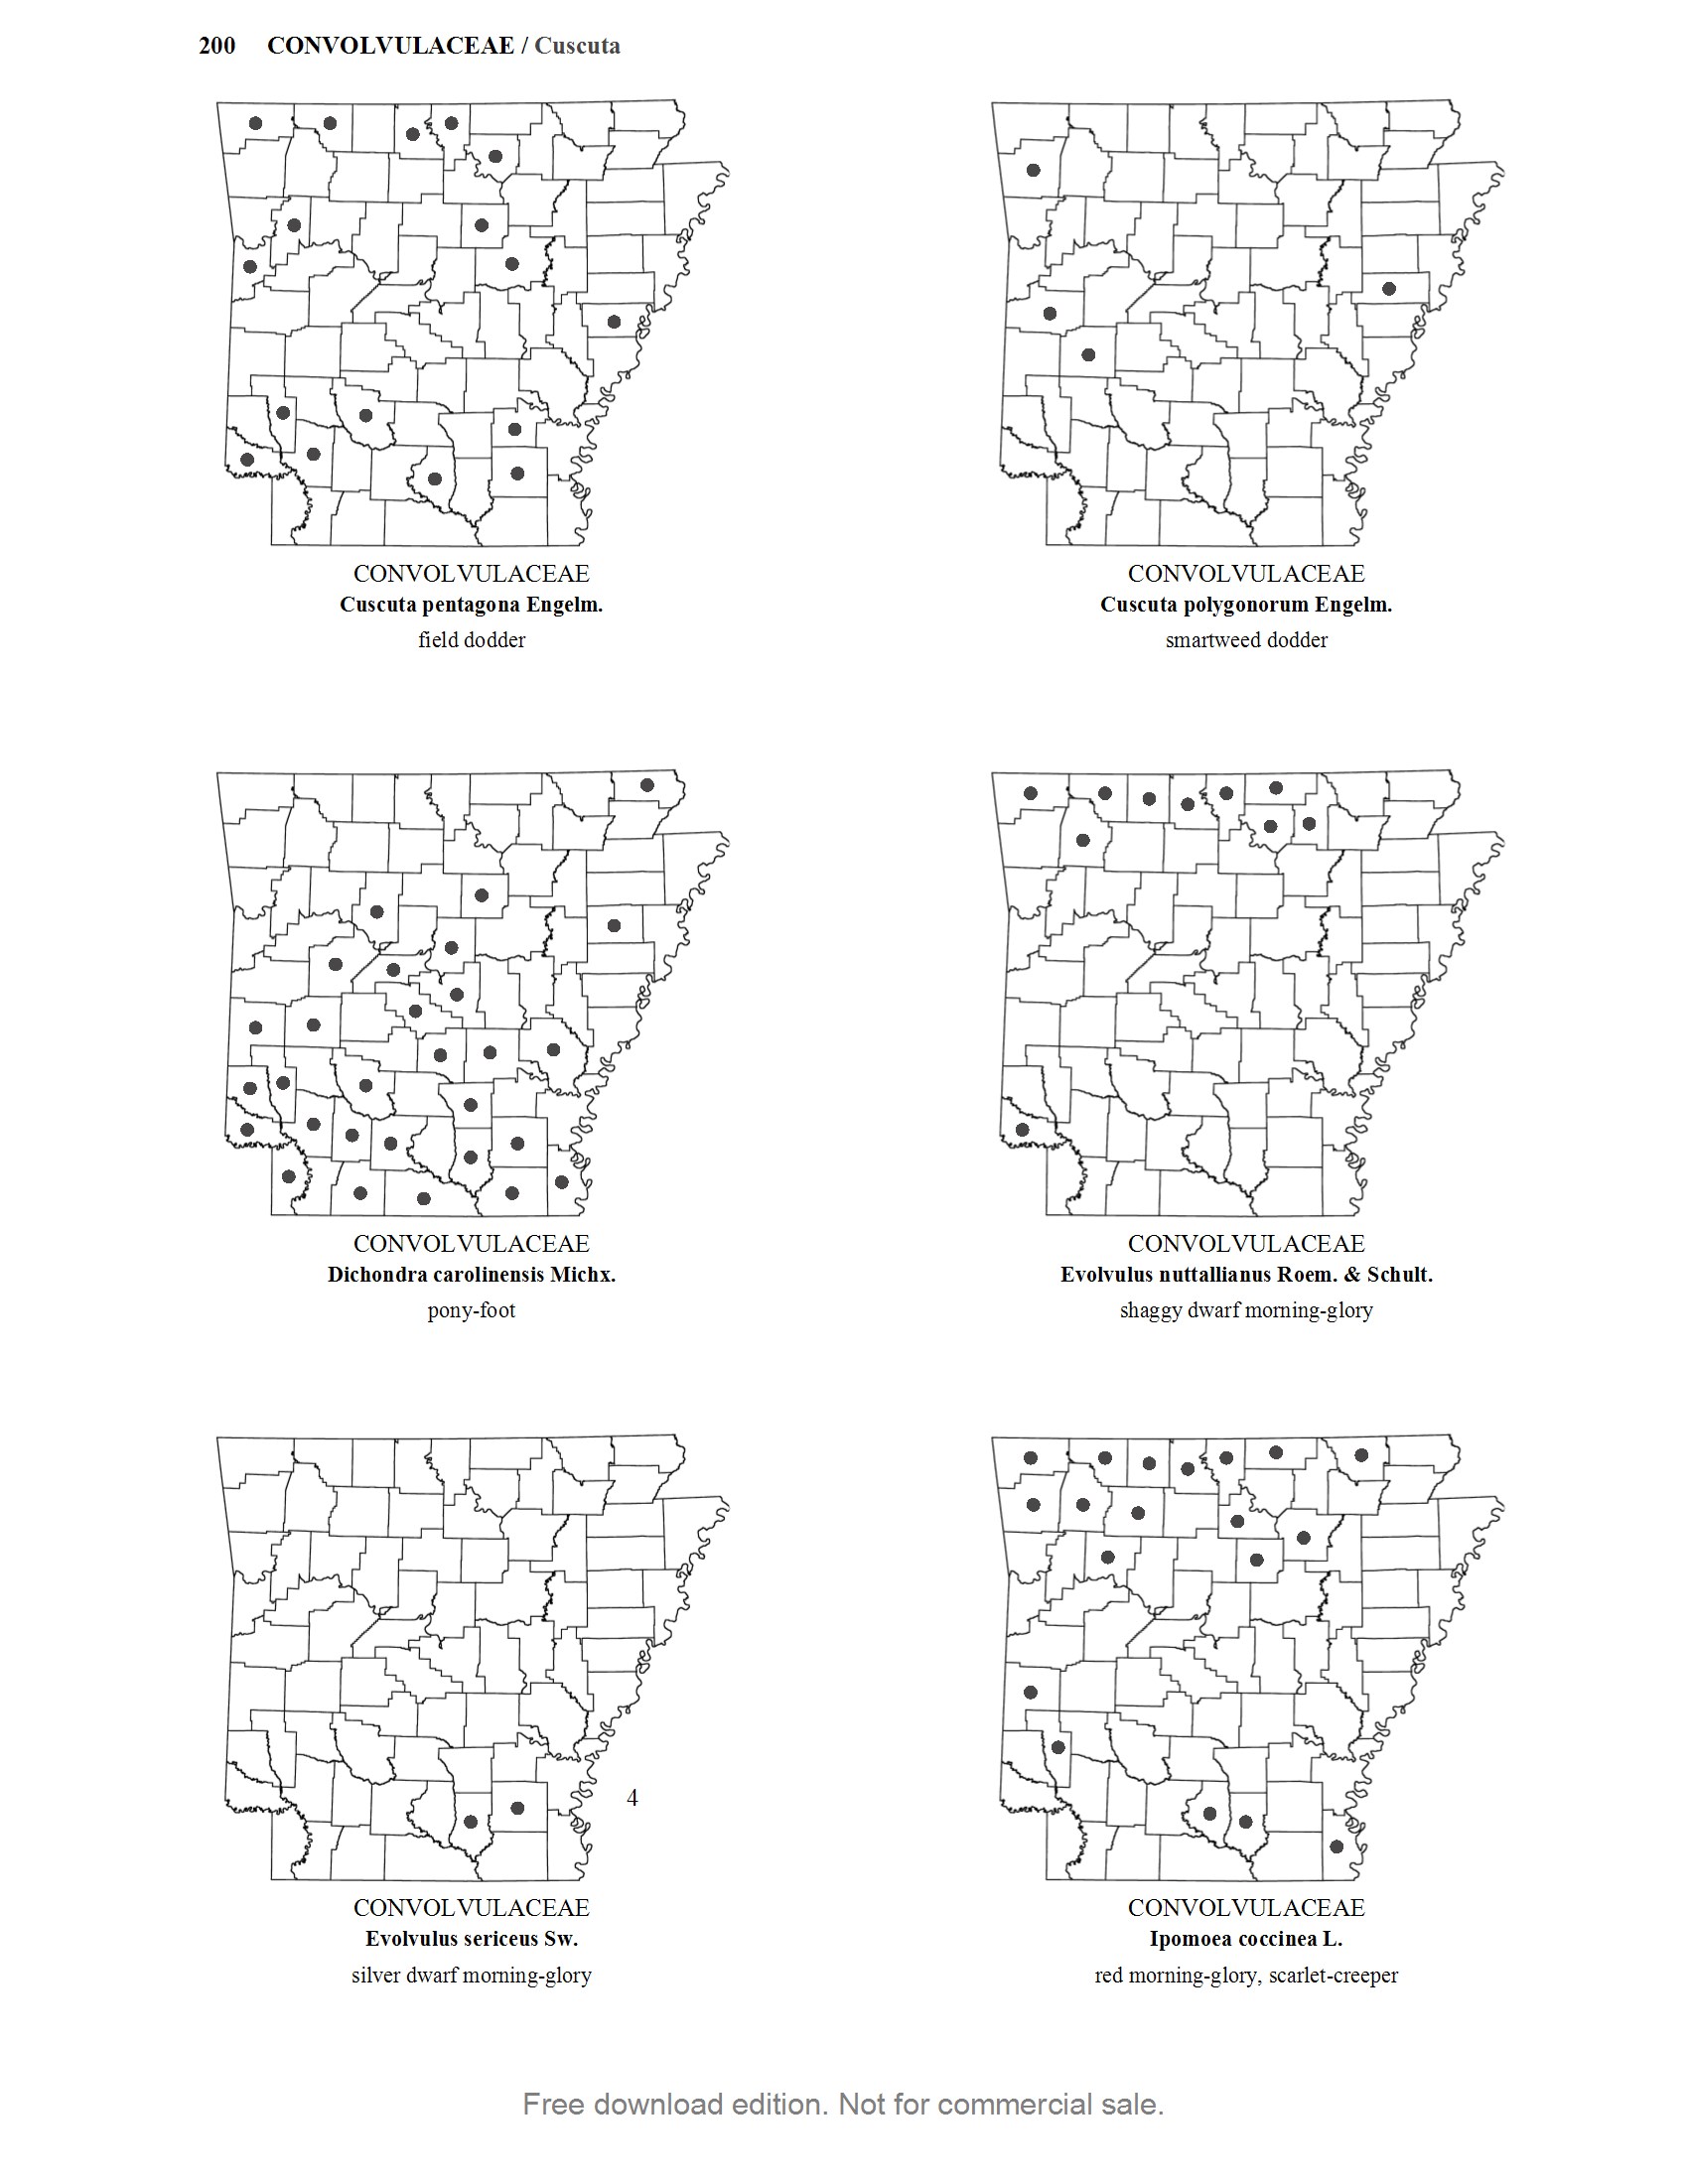 200 CONVOLVULACEAE / Cuscuta
CONVOLVULACEAE
Cuscuta pentagona Engelm.
field dodder
CONVOLVULACEAE
Cuscuta polygonorum Engelm.
smartweed dodder
CONVOLVULACEAE
Dichondra carolinensis Michx.
pony-foot
CONVOLVULACEAE
Evolvulus nuttallianus Roem. & Schult.
shaggy dwarf morning-glory
4
CONVOLVULACEAE
Evolvulus sericeus Sw.
silver dwarf morning-glory
CONVOLVULACEAE
Ipomoea coccinea L.
red morning-glory, scarlet-creeper
Free download edition. Not for commercial sale.